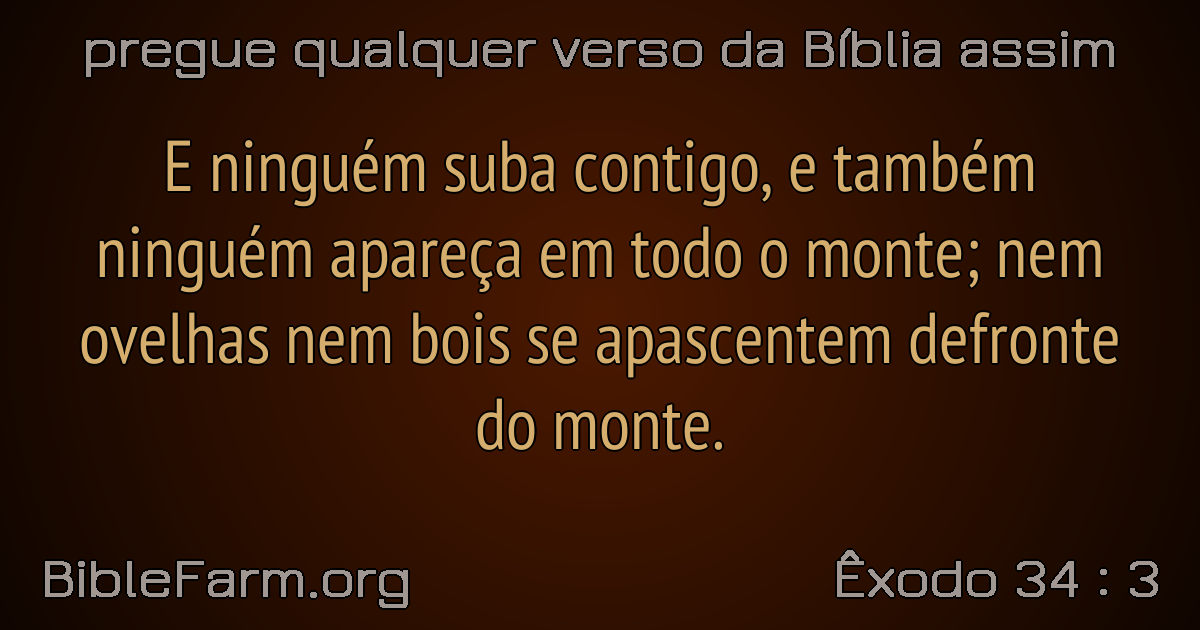 pregue qualquer verso da Bíblia assim
E ninguém suba contigo, e também
ninguém apareça em todo o monte; nem
ovelhas nem bois se apascentem defronte
do monte.
BibleFarm.org
Êxodo 34 : 3